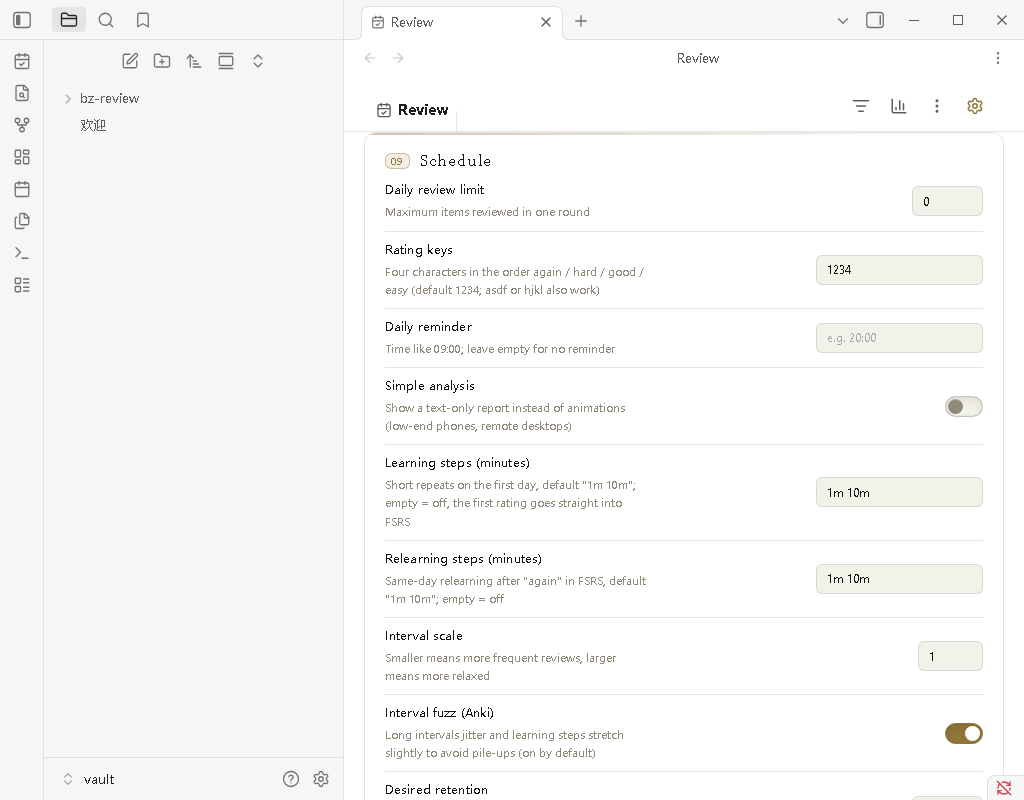 Review
Review
bz-review
欢迎
Review
09 Schedule
Daily review limit
Maximum items reviewed in one round
0
Rating keys
Four characters in the order again / hard / good /
easy (default 1234; asdf or hjkl also work)
1234
Daily reminder
Time like 09:00; leave empty for no reminder
e.g. 20:00
Simple analysis
Show a text-only report instead of animations
(low-end phones, remote desktops)
Learning steps (minutes)
Short repeats on the first day, default "1m 10m";
empty = off, the first rating goes straight into
FSRS
1m 10m
Relearning steps (minutes)
Same-day relearning after "again" in FSRS, default
"1m 10m"; empty = off
1m 10m
Interval scale
Smaller means more frequent reviews, larger
means more relaxed
1
Interval fuzz (Anki)
Long intervals jitter and learning steps stretch
slightly to avoid pile-ups (on by default)
Desired retention
vault